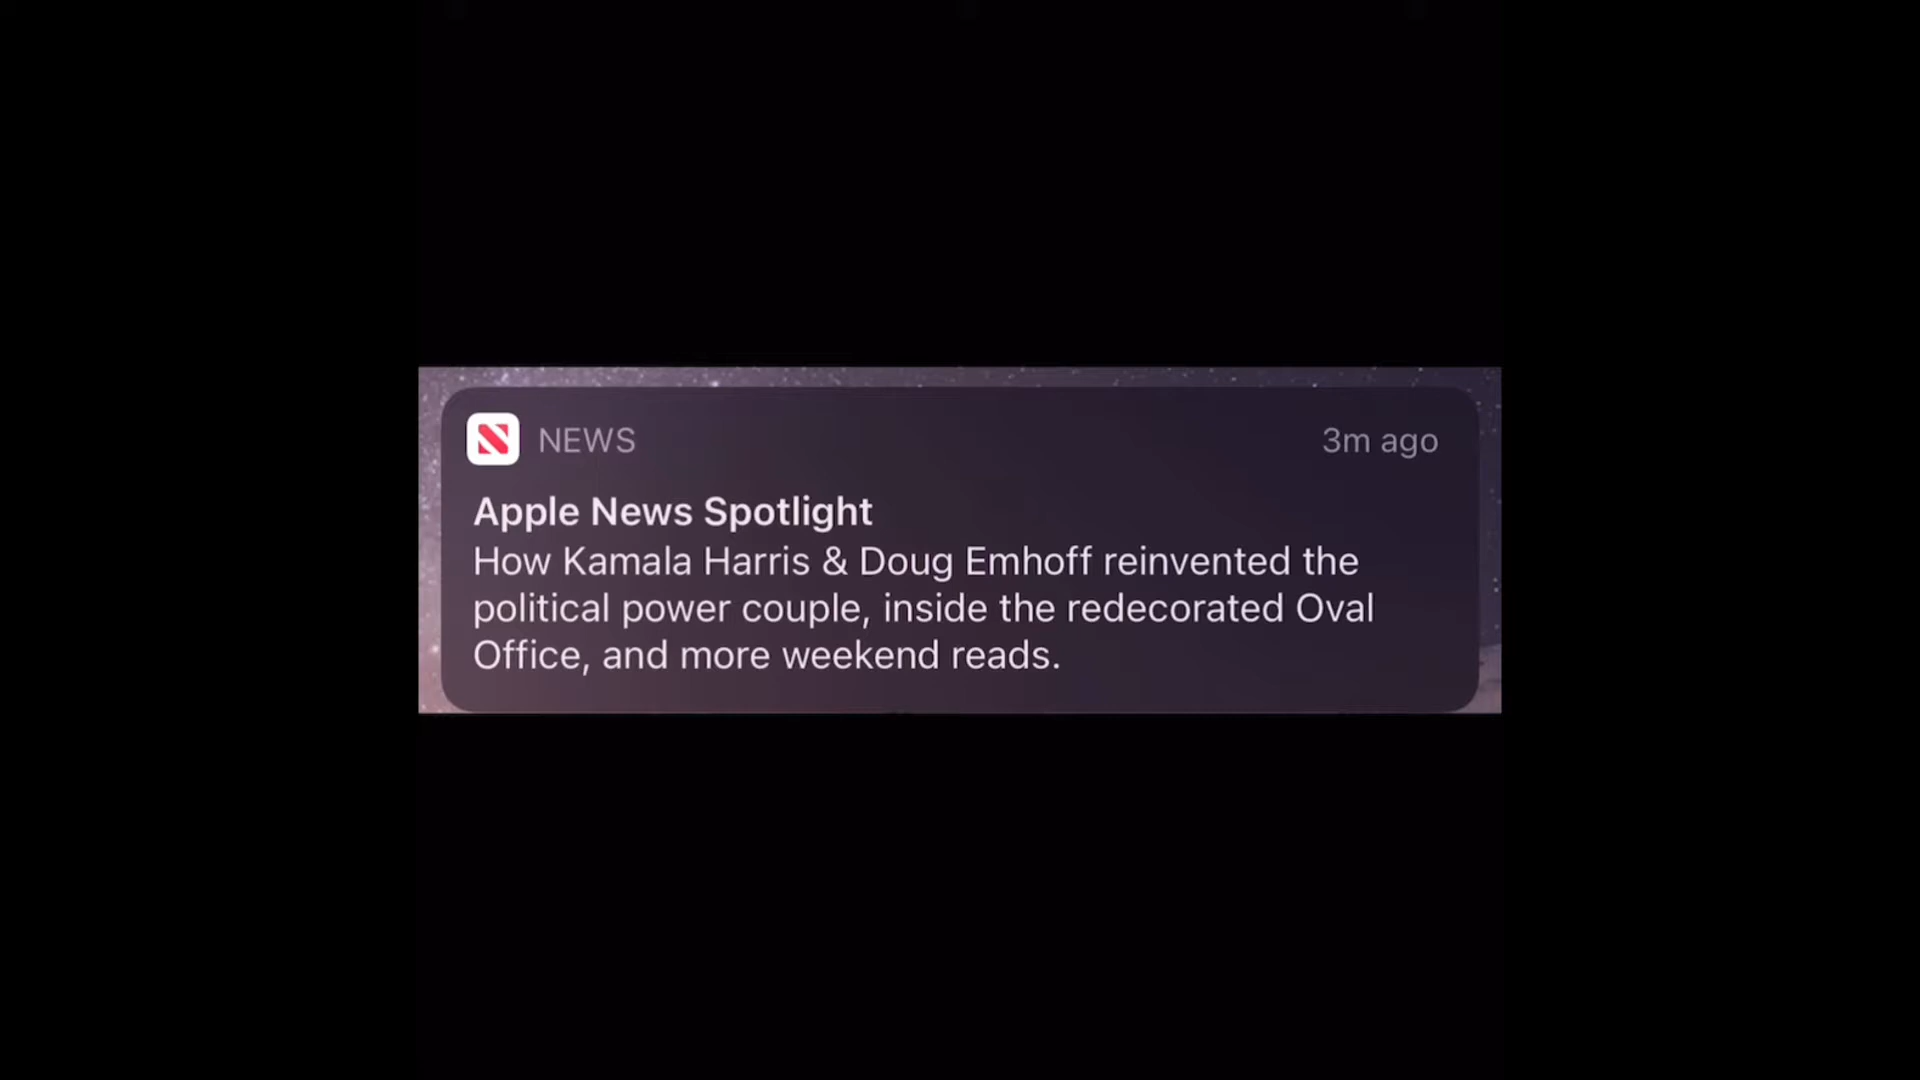 NEWS
3m ago
Apple News Spotlight
How Kamala Harris & Doug Emhoff reinvented the
political power couple, inside the redecorated Oval
Office, and more weekend reads.